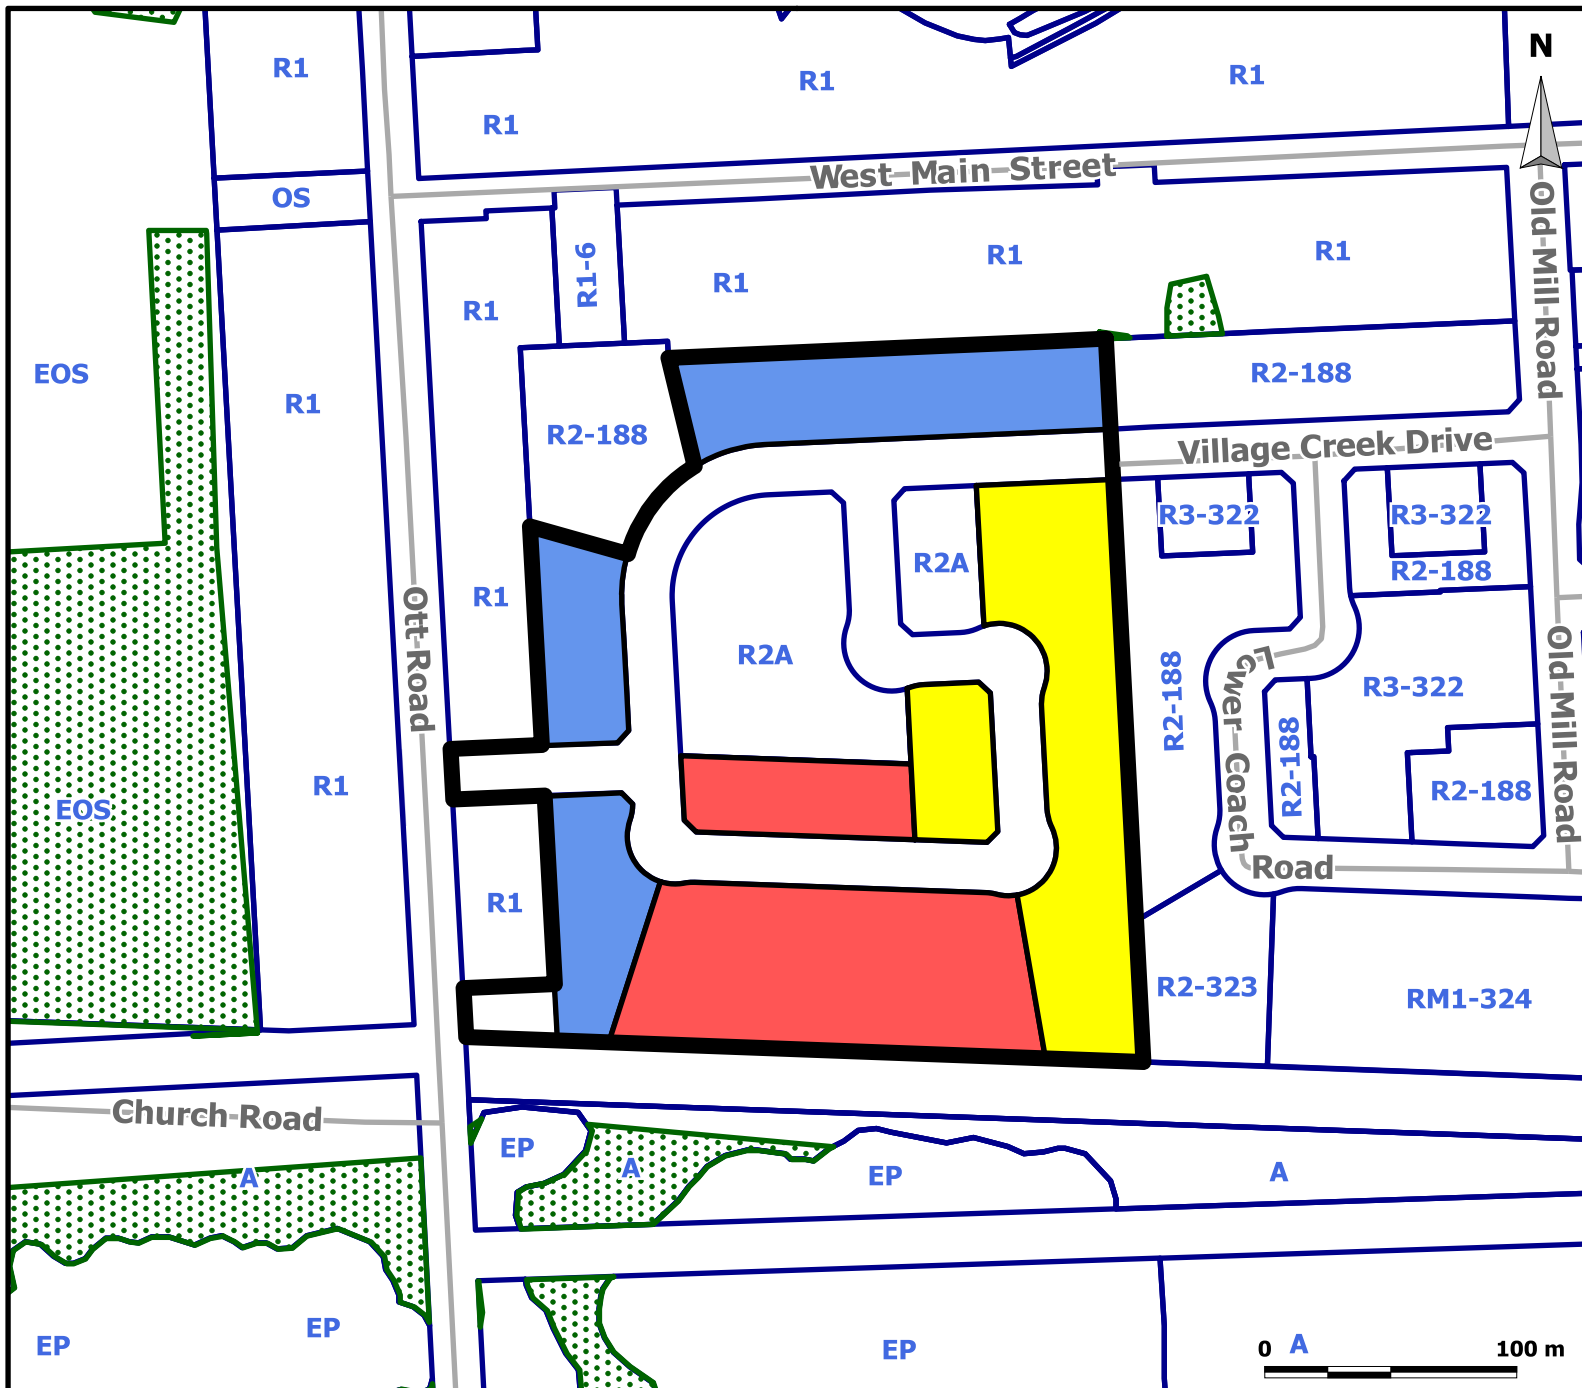 N
R1
R1
R1
R1
West Main Street
OS
R1
R1-6
R1
R1
R1
Old Mill Road
EOS
R1
R2-188
R2-188
Village Creek Drive
R3-322
R3-322
R2A
R2-188
R1
Ott Road
R2A
R2-188
Lower Coach
Road
R3-322
Old Mill Road
R2-188
R2-188
EOS
R1
R1
R2-323
RM1-324
Church Road
EP
A
A
EP
A
EP
EP
EP
A
0
100 m